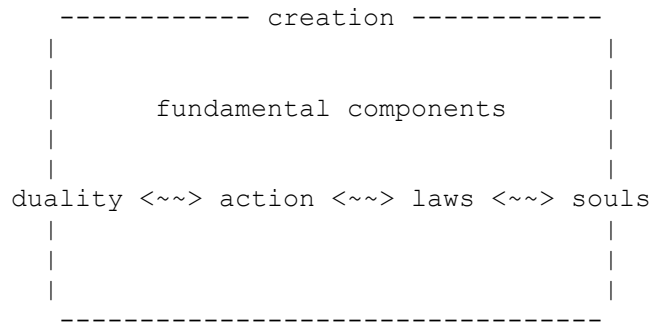 ------------ creation ------------
fundamental components
duality <~~> action <~~> laws <~~> souls